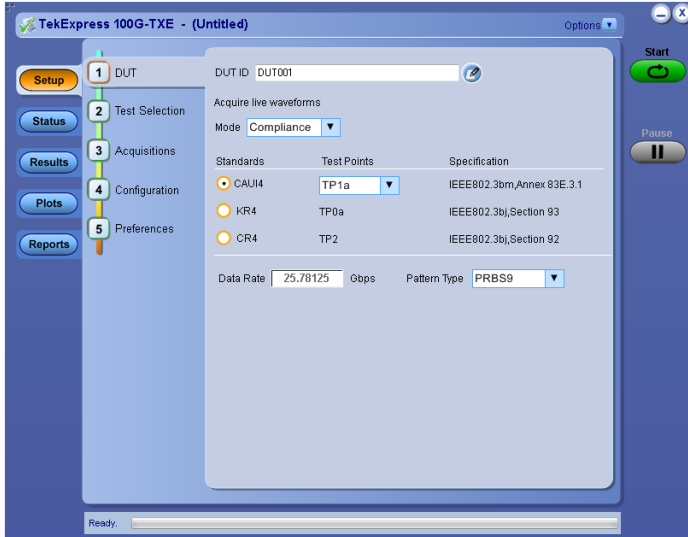 TekExpress 100G-TXE - (Untitled)
Options
Start
Setup
Status
Results
Plots
Reports
Pause
1 DUT
2 Test Selection
3 Acquisitions
4 Configuration
5 Preferences
DUT ID DUT001
Acquire live waveforms
Mode Compliance
Standards Test Points Specification
CAUI4 TP1a IEEE802.3bm,Annex 83E.3.1
KR4 TP0a IEEE802.3bj,Section 93
CR4 TP2 IEEE802.3bj,Section 92
Data Rate 25.78125 Gbps Pattern Type PRBS9
Ready.